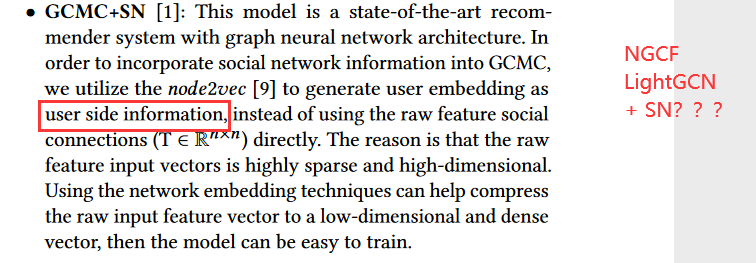 • GCMC+SN [1]: This model is a state-of-the-art recom-
mender system with graph neural network architecture. In
order to incorporate social network information into GCMC,
we utilize the node2vec [9] to generate user embedding as
user side information, instead of using the raw feature social
connections (T ∈ ℝⁿˣⁿ) directly. The reason is that the raw
feature input vectors is highly sparse and high-dimensional.
Using the network embedding techniques can help compress
the raw input feature vector to a low-dimensional and dense
vector, then the model can be easy to train.
NGCF
LightGCN
+ SN？？？